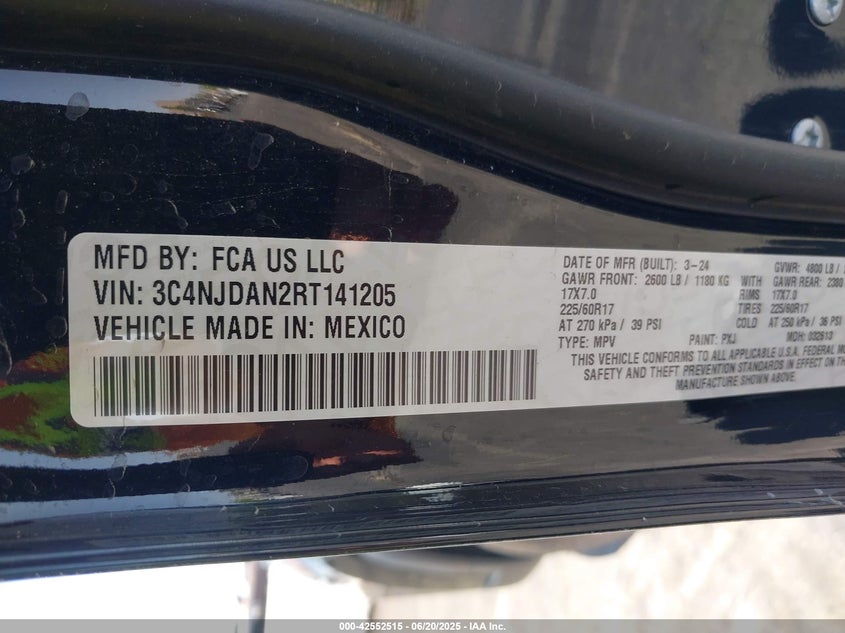 MFD BY: FCA US LLC
VIN: 3C4NJDAN2RT141205
VEHICLE MADE IN: MEXICO
DATE OF MFR (BUILT): 3-24 GVWR: 4800 LB /
GAWR FRONT: 2600 LB / 1180 KG WITH GAWR REAR: 2380
17X7.0 RIMS 17X7.0
225/60R17 TIRES 225/60R17
AT 270 kPa / 39 PSI COLD AT 250 kPa / 36 PSI
TYPE: MPV PAINT: PXJ MDH: 032613
THIS VEHICLE CONFORMS TO ALL APPLICABLE U.S.A. FEDERAL
SAFETY AND THEFT PREVENTION STANDARDS IN EFFECT ON
MANUFACTURE SHOWN ABOVE.
000-42552515 - 06/20/2025 - IAA Inc.